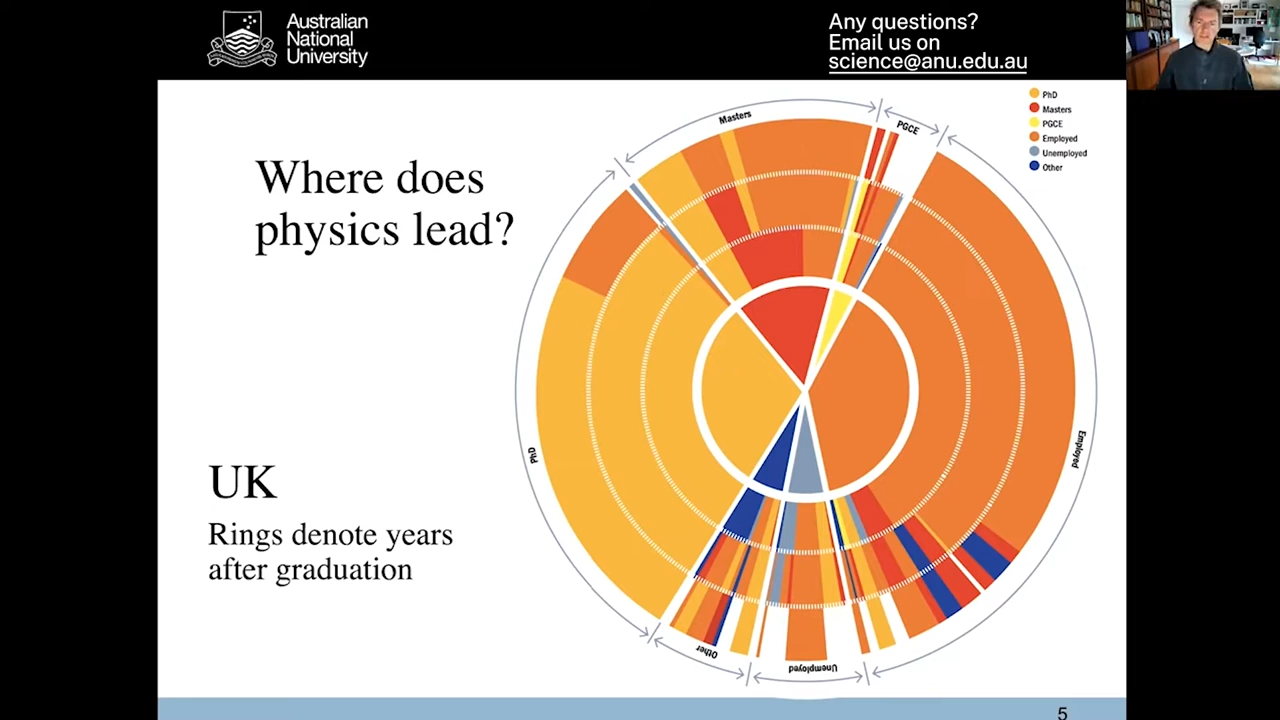 Australian
National
University
Any questions?
Email us on
science@anu.edu.au
Where does
physics lead?
UK
Rings denote years
after graduation
Masters
PGCE
Employed
Unemployed
Other
PhD
PhD
Masters
PGCE
Employed
Unemployed
Other
5